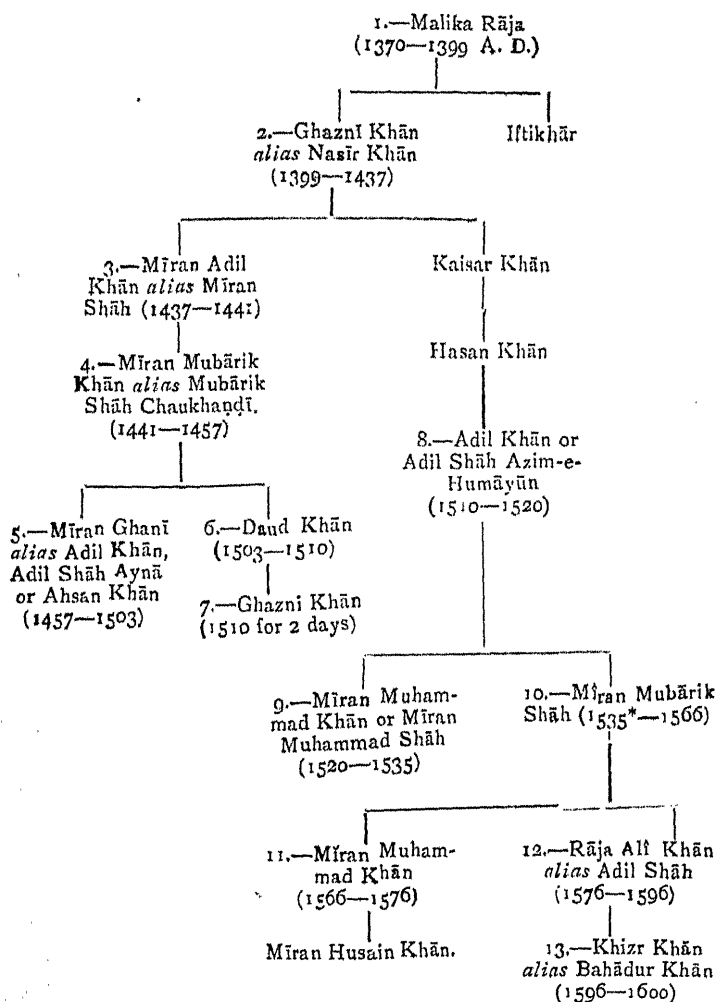 1.—Malika Rāja
(1370—1399 A. D.)
2.—Ghaznī Khān
alias Nasīr Khān
(1399—1437)
Iftikhār
3.—Mīran Adil
Khān alias Mīran
Shāh (1437—1441)
Kaisar Khān
4.—Mīran Mubārik
Khān alias Mubārik
Shāh Chaukhaṇḍī.
(1441—1457)
Hasan Khān
8.—Adil Khān or
Adil Shāh Azim-e-
Humāyūn
(1510—1520)
5.—Mīran Ghanī
alias Adil Khān,
Adil Shāh Aynā
or Ahsan Khān
(1457—1503)
6.—Daud Khān
(1503—1510)
7.—Ghazni Khān
(1510 for 2 days)
9.—Mīran Muham-
mad Khān or Mīran
Muhammad Shāh
(1520—1535)
10.—Mīran Mubārik
Shāh (1535*—1566)
11.—Mīran Muham-
mad Khān
(1566—1576)
12.—Rāja Alī Khān
alias Adil Shāh
(1576—1596)
Mīran Husain Khān.
13.—Khizr Khān
alias Bahādur Khān
(1596—1600)